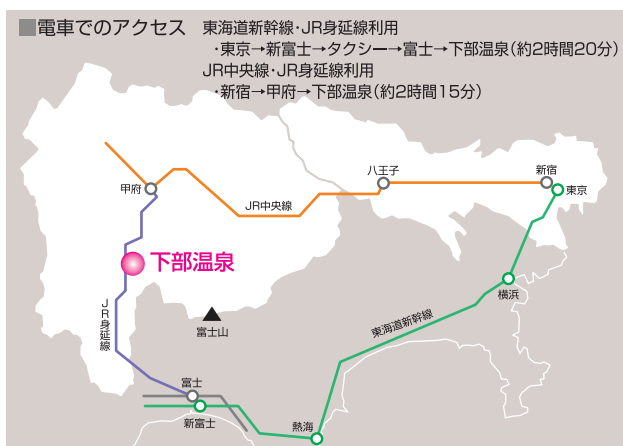 ■電車でのアクセス
東海道新幹線・JR身延線利用
・東京→新富士→タクシー→富士→下部温泉(約2時間20分)
JR中央線・JR身延線利用
・新宿→甲府→下部温泉(約2時間15分)
八王子
新宿
東京
甲府
JR中央線
下部温泉
横浜
JR身延線
富士山
東海道新幹線
富士
新富士
熱海